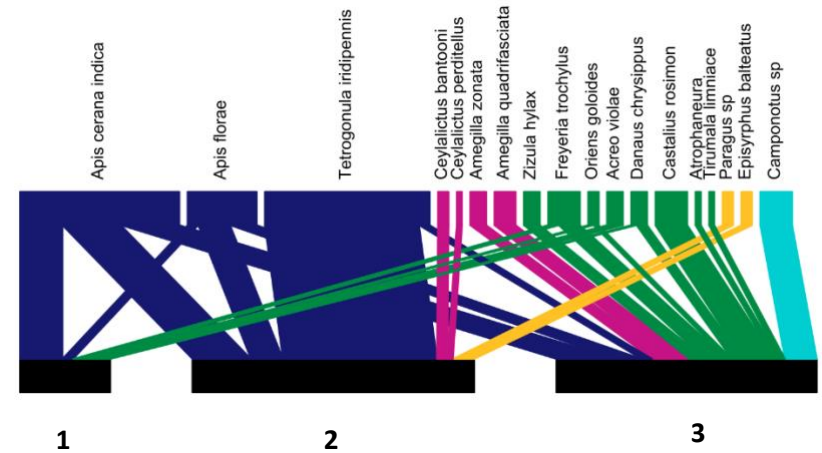 Apis cerana indica
Apis florae
Tetrogonula iridipennis
Ceylalictus bantooni
Ceylalictus perditellus
Amegilla zonata
Amegilla quadrifasciata
Zizula hylax
Freyeria trochylus
Oriens goloides
Acreo violae
Danaus chrysippus
Castalius rosimon
Atrophaneura
Tirumala limniace
Paragus sp
Episyrphus balteatus
Camponotus sp
1
2
3